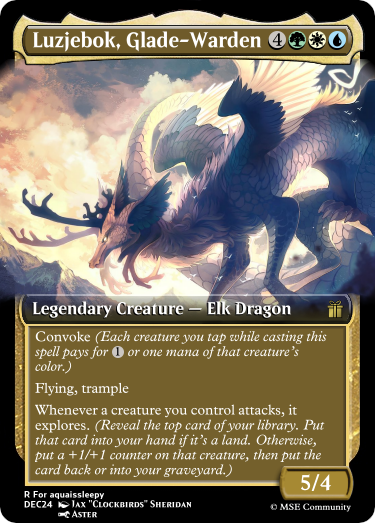 Luzjebok, Glade-Warden 4
Legendary Creature — Elk Dragon
Convoke (Each creature you tap while casting this
spell pays for 1 or one mana of that creature's
color.)
Flying, trample
Whenever a creature you control attacks, it
explores. (Reveal the top card of your library. Put
that card into your hand if it's a land. Otherwise,
put a +1/+1 counter on that creature, then put the
card back or into your graveyard.)
5/4
R For aquaissleepy
DEC24 Jax "Clockbirds" Sheridan
Aster
© MSE Community